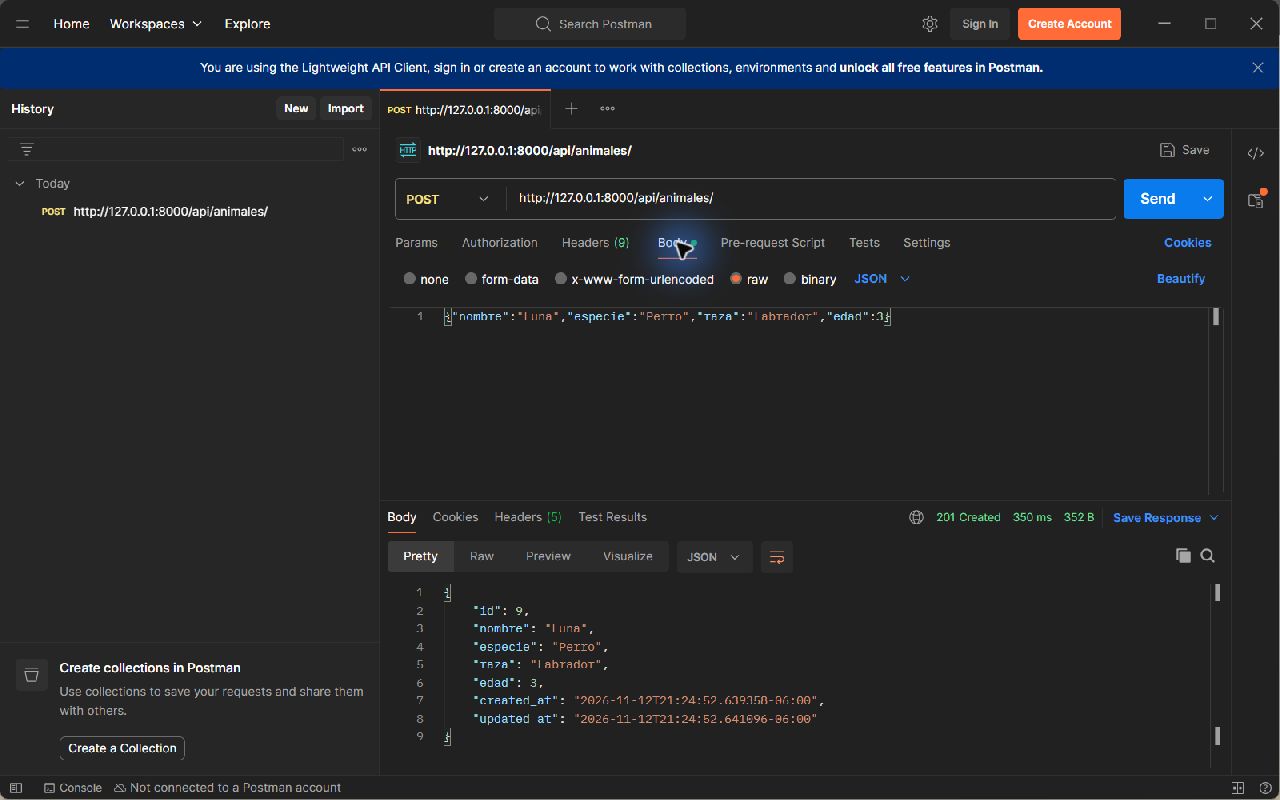 Home Workspaces Explore Search Postman Sign In Create Account
You are using the Lightweight API Client, sign in or create an account to work with collections, environments and unlock all free features in Postman.
History New Import
POST http://127.0.0.1:8000/api
HTTP http://127.0.0.1:8000/api/animales/ Save
Today
POST http://127.0.0.1:8000/api/animales/
POST http://127.0.0.1:8000/api/animales/ Send
Params Authorization Headers (9) Body Pre-request Script Tests Settings Cookies
none form-data x-www-form-urlencoded raw binary JSON Beautify
1 {"nombre":"Luna","especie":"Perro","raza":"Labrador","edad":3}
Body Cookies Headers (5) Test Results 201 Created 350 ms 352 B Save Response
Pretty Raw Preview Visualize JSON
1 {
2 "id": 9,
3 "nombre": "Luna",
4 "especie": "Perro",
5 "raza": "Labrador",
6 "edad": 3,
7 "created_at": "2026-11-12T21:24:52.639358-06:00",
8 "updated_at": "2026-11-12T21:24:52.641096-06:00"
9 }
Create collections in Postman
Use collections to save your requests and share them
with others.
Create a Collection
Console Not connected to a Postman account